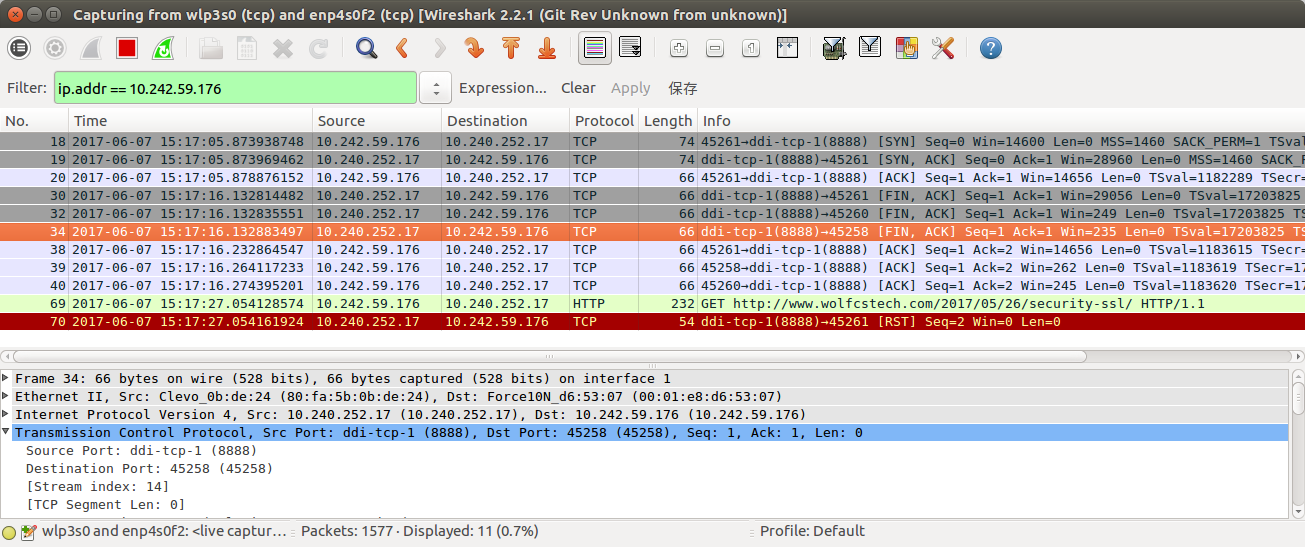 Capturing from wlp3s0 (tcp) and enp4s0f2 (tcp) [Wireshark 2.2.1 (Git Rev Unknown from unknown)]
Filter: ip.addr == 10.242.59.176 Expression... Clear Apply 保存
No. Time Source Destination Protocol Length Info
18 2017-06-07 15:17:05.873938748 10.242.59.176 10.240.252.17 TCP 74 45261→ddi-tcp-1(8888) [SYN] Seq=0 Win=14600 Len=0 MSS=1460 SACK_PERM=1 TSval
19 2017-06-07 15:17:05.873969462 10.240.252.17 10.242.59.176 TCP 74 ddi-tcp-1(8888)→45261 [SYN, ACK] Seq=0 Ack=1 Win=28960 Len=0 MSS=1460 SACK_P
20 2017-06-07 15:17:05.878876152 10.242.59.176 10.240.252.17 TCP 66 45261→ddi-tcp-1(8888) [ACK] Seq=1 Ack=1 Win=14656 Len=0 TSval=1182289 TSecr=
30 2017-06-07 15:17:16.132814482 10.240.252.17 10.242.59.176 TCP 66 ddi-tcp-1(8888)→45261 [FIN, ACK] Seq=1 Ack=1 Win=29056 Len=0 TSval=17203825
32 2017-06-07 15:17:16.132835551 10.240.252.17 10.242.59.176 TCP 66 ddi-tcp-1(8888)→45260 [FIN, ACK] Seq=1 Ack=1 Win=249 Len=0 TSval=17203825 TS
34 2017-06-07 15:17:16.132883497 10.240.252.17 10.242.59.176 TCP 66 ddi-tcp-1(8888)→45258 [FIN, ACK] Seq=1 Ack=1 Win=235 Len=0 TSval=17203825 TS
38 2017-06-07 15:17:16.232864547 10.242.59.176 10.240.252.17 TCP 66 45261→ddi-tcp-1(8888) [ACK] Seq=1 Ack=2 Win=14656 Len=0 TSval=1183615 TSecr=
39 2017-06-07 15:17:16.264117233 10.242.59.176 10.240.252.17 TCP 66 45258→ddi-tcp-1(8888) [ACK] Seq=1 Ack=2 Win=262 Len=0 TSval=1183619 TSecr=17
40 2017-06-07 15:17:16.274395201 10.242.59.176 10.240.252.17 TCP 66 45260→ddi-tcp-1(8888) [ACK] Seq=1 Ack=2 Win=245 Len=0 TSval=1183620 TSecr=17
69 2017-06-07 15:17:27.054128574 10.242.59.176 10.240.252.17 HTTP 232 GET http://www.wolfcstech.com/2017/05/26/security-ssl/ HTTP/1.1
70 2017-06-07 15:17:27.054161924 10.240.252.17 10.242.59.176 TCP 54 ddi-tcp-1(8888)→45261 [RST] Seq=2 Win=0 Len=0
Frame 34: 66 bytes on wire (528 bits), 66 bytes captured (528 bits) on interface 1
Ethernet II, Src: Clevo_0b:de:24 (80:fa:5b:0b:de:24), Dst: Force10N_d6:53:07 (00:01:e8:d6:53:07)
Internet Protocol Version 4, Src: 10.240.252.17 (10.240.252.17), Dst: 10.242.59.176 (10.242.59.176)
Transmission Control Protocol, Src Port: ddi-tcp-1 (8888), Dst Port: 45258 (45258), Seq: 1, Ack: 1, Len: 0
Source Port: ddi-tcp-1 (8888)
Destination Port: 45258 (45258)
[Stream index: 14]
[TCP Segment Len: 0]
wlp3s0 and enp4s0f2: <live captur... Packets: 1577 · Displayed: 11 (0.7%) Profile: Default